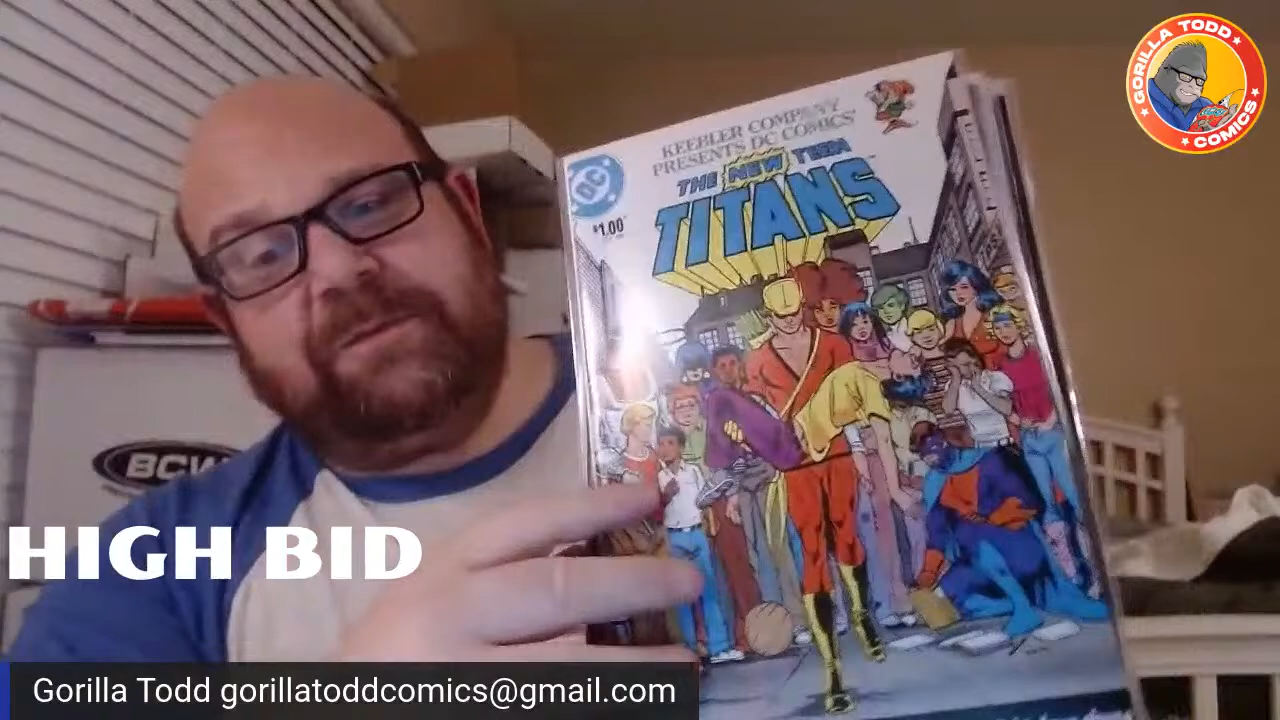 GORILLA TODD
COMICS
KEEBLER COMPANY
PRESENTS DC COMICS'
DC
THE NEW TEEN
TITANS
$1.00
BCW
HIGH BID
Gorilla Todd gorillatoddcomics@gmail.com